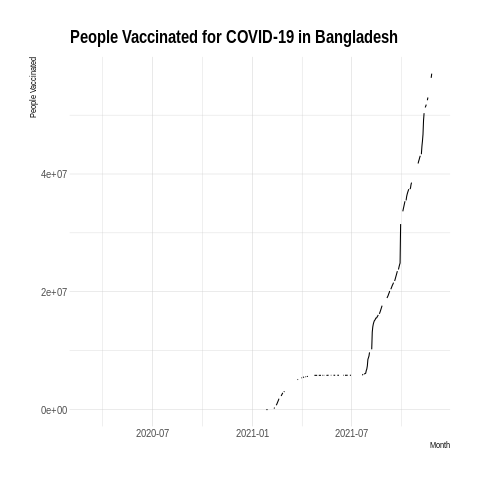 People Vaccinated for COVID-19 in Bangladesh
People Vaccinated
4e+07
2e+07
0e+00
2020-07
2021-01
2021-07
Month